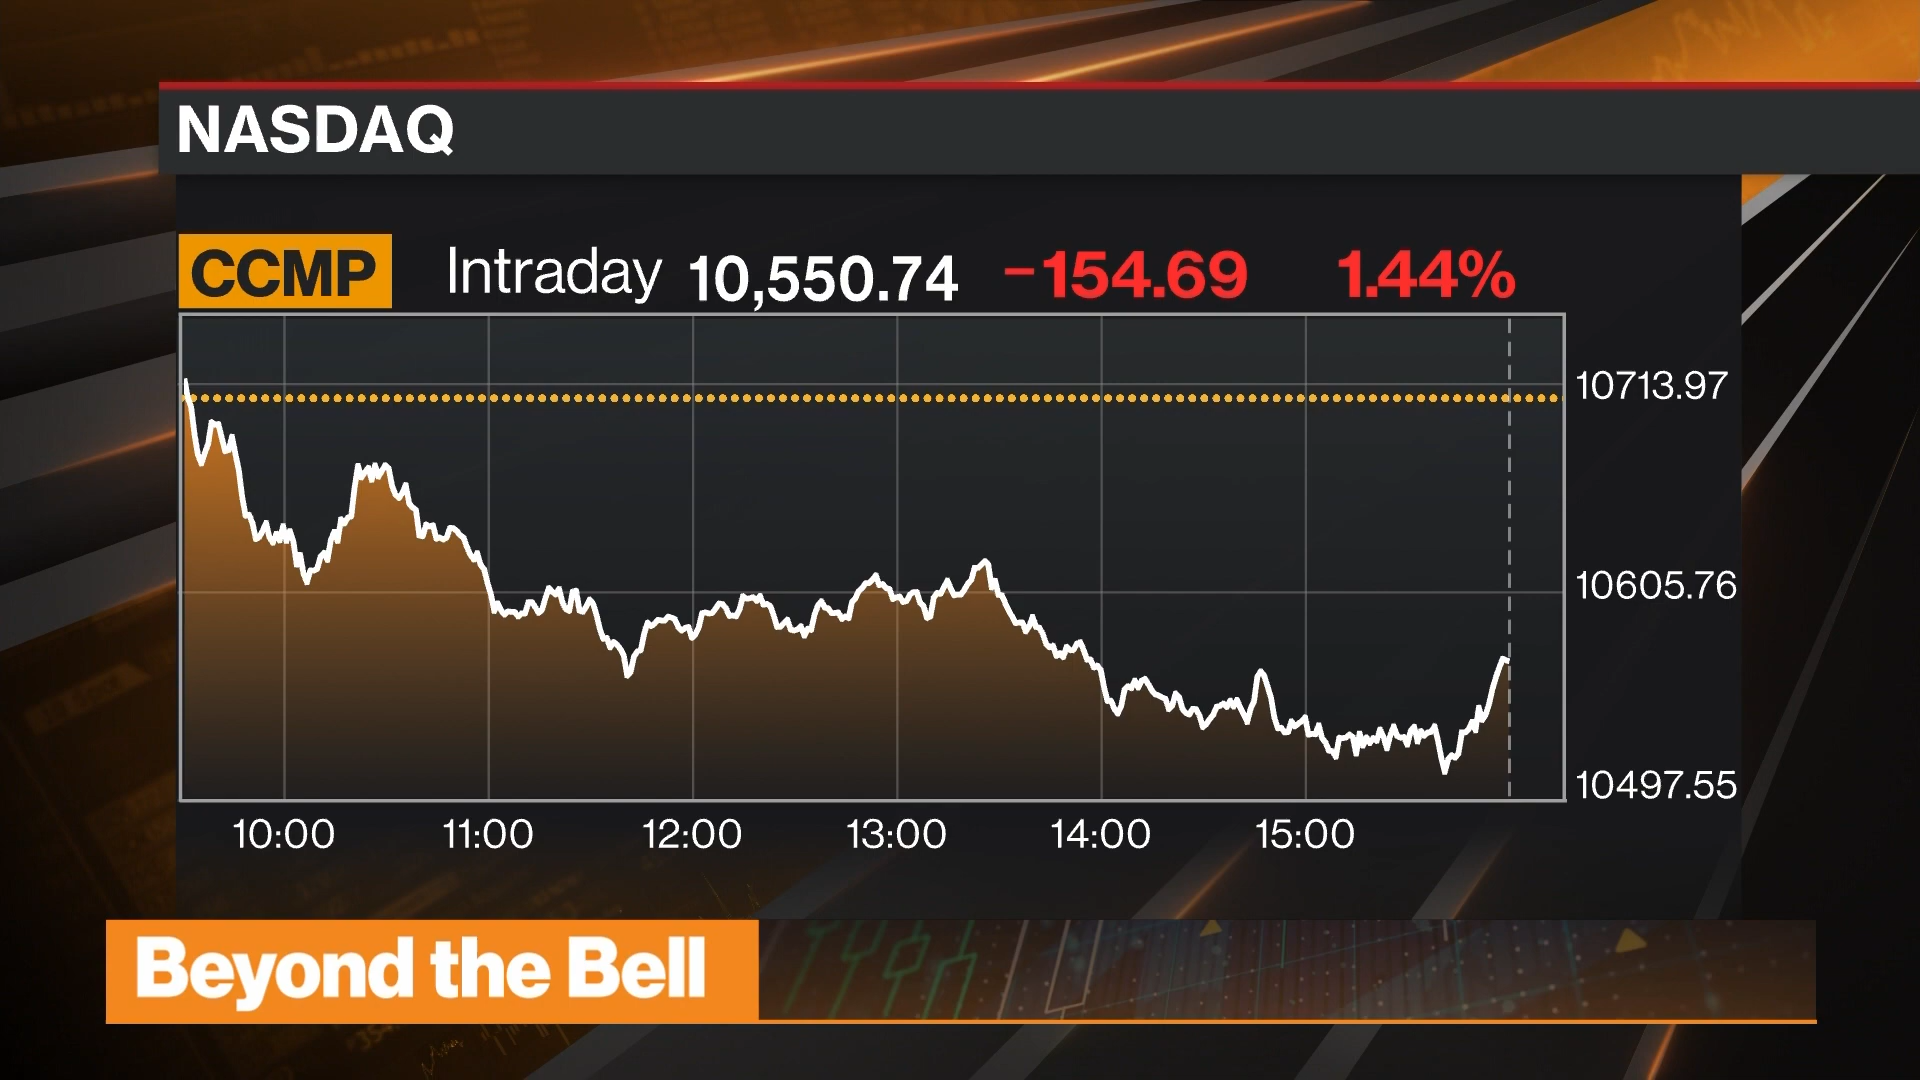 NASDAQ
CCMP Intraday 10,550.74 -154.69 1.44%
10713.97
10605.76
10497.55
10:00 11:00 12:00 13:00 14:00 15:00
Beyond the Bell